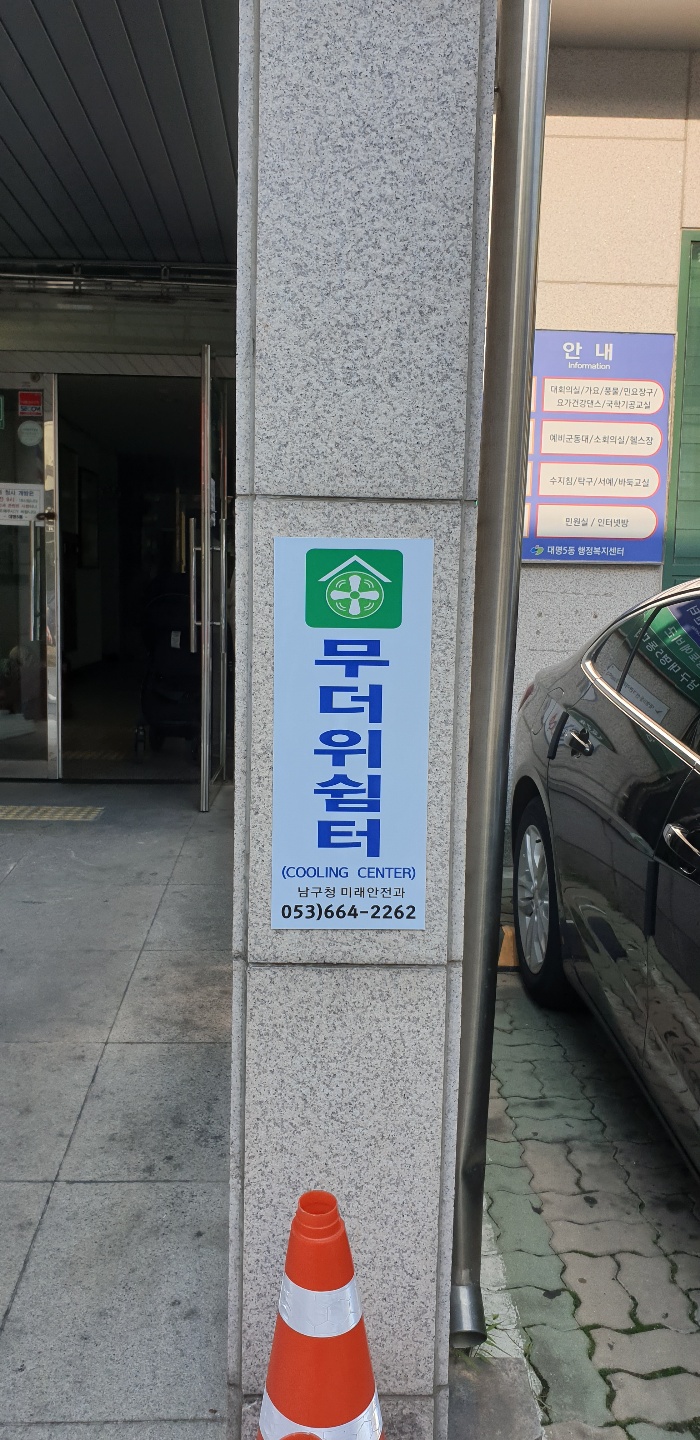 무더위쉼터
(COOLING CENTER)
남구청 미래안전과
053)664-2262
안 내
Information
대회의실/가요/풍물/민요장구/
요가건강댄스/국학기공교실
예비군동대/소회의실/헬스장
수지침/탁구/서예/바둑교실
민원실 / 인터넷방
대명5동 행정복지센터